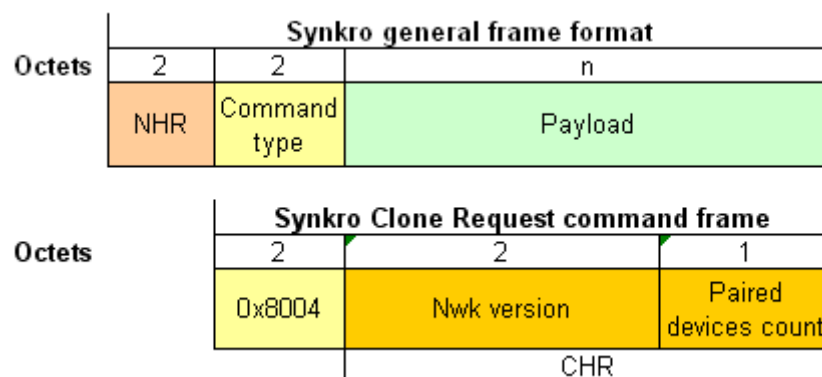 Synkro general frame format
Octets 2 2 n
NHR Command type Payload
Synkro Clone Request command frame
Octets 2 2 1
0x8004 Nwk version Paired devices count
CHR